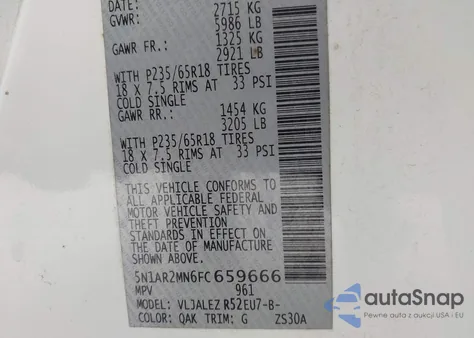 DATE: 2715 KG
GVWR: 5986 LB
1325 KG
GAWR FR.: 2921 LB
WITH P235/65R18 TIRES
18 X 7.5 RIMS AT 33 PSI
COLD SINGLE
1454 KG
GAWR RR.: 3205 LB
WITH P235/65R18 TIRES
18 X 7.5 RIMS AT 33 PSI
COLD SINGLE
THIS VEHICLE CONFORMS TO
ALL APPLICABLE FEDERAL
MOTOR VEHICLE SAFETY AND
THEFT PREVENTION
STANDARDS IN EFFECT ON
THE DATE OF MANUFACTURE
SHOWN ABOVE.
5N1AR2MN6FC659666
MPV 961
MODEL: VLJALEZ R52EU7-B-
COLOR: QAK TRIM: G ZS30A
autoSnap
Import pojazdów z USA i UE